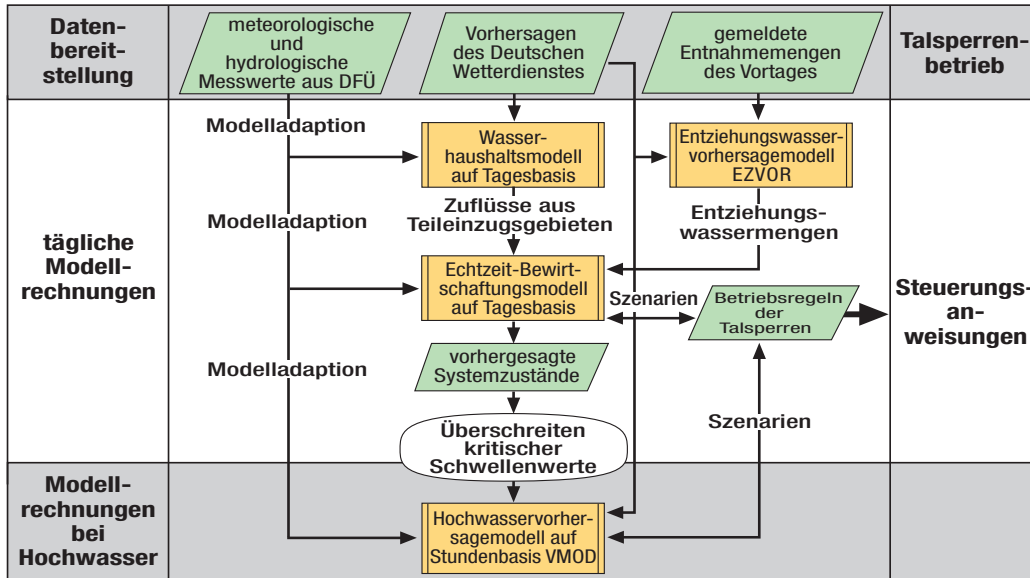 Daten-
bereit-
stellung
meteorologische
und
hydrologische
Messwerte aus DFÜ
Vorhersagen
des Deutschen
Wetterdienstes
gemeldete
Entnahmemengen
des Vortages
Talsperren-
betrieb
tägliche
Modell-
rechnungen
Modelladaption
Wasser-
haushaltsmodell
auf Tagesbasis
Entziehungswasser-
vorhersagemodell
EZVOR
Modelladaption
Zuflüsse aus
Teileinzugsgebieten
Entziehungs-
wassermengen
Echtzeit-Bewirt-
schaftungsmodell
auf Tagesbasis
Szenarien
Betriebsregeln
der
Talsperren
Steuerungs-
an-
weisungen
Modelladaption
vorhergesagte
Systemzustände
Überschreiten
kritischer
Schwellenwerte
Szenarien
Modell-
rechnungen
bei
Hochwasser
Hochwasservorher-
sagemodell auf
Stundenbasis VMOD